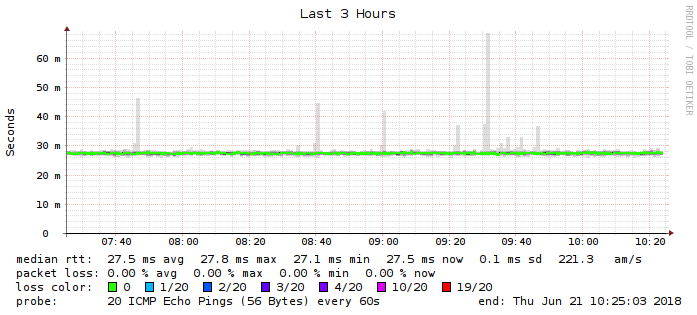 Last 3 Hours
RRDTOOL / TOBI OETIKER
Seconds
60 m
50 m
40 m
30 m
20 m
10 m
0
07:40 08:00 08:20 08:40 09:00 09:20 09:40 10:00 10:20
median rtt: 27.5 ms avg 27.8 ms max 27.1 ms min 27.5 ms now 0.1 ms sd 221.3 am/s
packet loss: 0.00 % avg 0.00 % max 0.00 % min 0.00 % now
loss color: 0 1/20 2/20 3/20 4/20 10/20 19/20
probe: 20 ICMP Echo Pings (56 Bytes) every 60s end: Thu Jun 21 10:25:03 2018